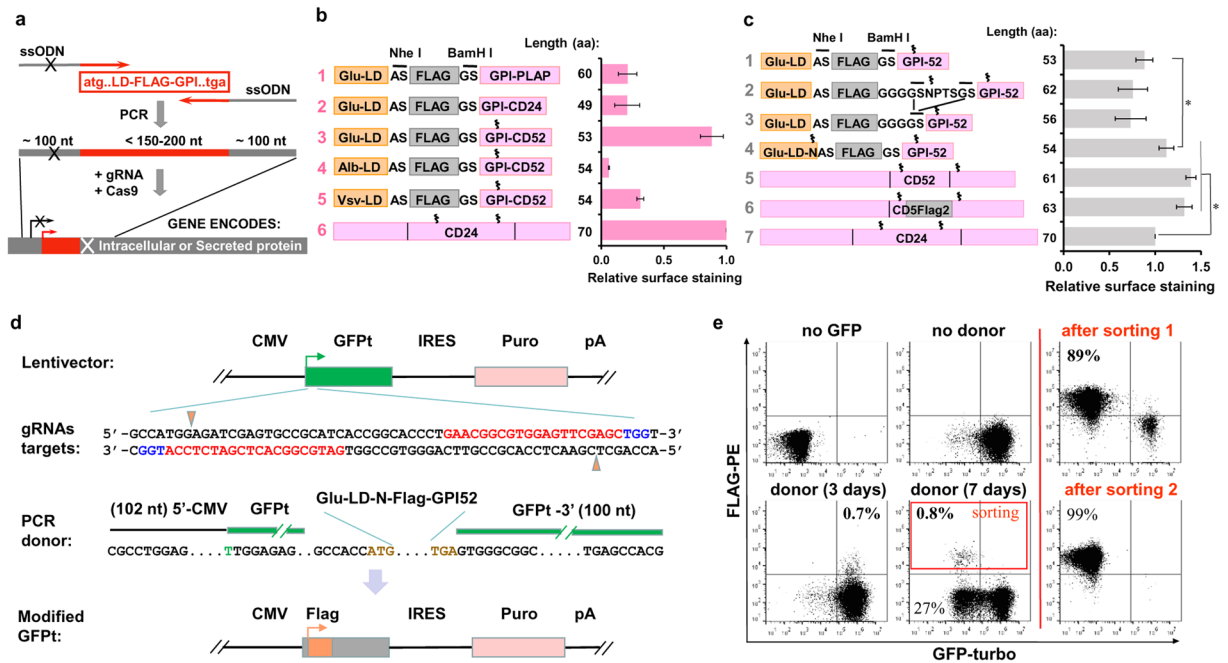 a
ssODN
atg..LD-FLAG-GPI..tga
ssODN
PCR
~ 100 nt < 150-200 nt ~ 100 nt
+ gRNA
+ Cas9
GENE ENCODES:
Intracellular or Secreted protein
b
Nhe I BamH I Length (aa):
1 Glu-LD AS FLAG GS GPI-PLAP 60
2 Glu-LD AS FLAG GS GPI-CD24 49
3 Glu-LD AS FLAG GS GPI-CD52 53
4 Alb-LD AS FLAG GS GPI-CD52 54
5 Vsv-LD AS FLAG GS GPI-CD52 54
6 CD24 70
0.0 0.5 1.0
Relative surface staining
c
Nhe I BamH I Length (aa):
1 Glu-LD AS FLAG GS GPI-52 53
2 Glu-LD AS FLAG GGGGSNPTSGS GPI-52 62
3 Glu-LD AS FLAG GGGGS GPI-52 56
4 Glu-LD-NAS FLAG GS GPI-52 54
5 CD52 61
6 CD5Flag2 63
7 CD24 70
*
*
0.0 0.5 1.0 1.5
Relative surface staining
d
CMV GFPt IRES Puro pA
Lentivector:
gRNAs
targets:
5′-GCCATGGAGATCGAGTGCCGCATCACCGGCACCCTGAACGGCGTGGAGTTCGAGCTGGT-3′
3′-CGGTACCTCTAGCTCACGGCGTAGTGGCCGTGGGACTTGCCGCACCTCAAGCTCGACCA-5′
Glu-LD-N-Flag-GPI52
(102 nt) 5′-CMV GFPt GFPt -3′ (100 nt)
PCR
donor:
CGCCTGGAG....TTGGAGAG...GCCACCATG....TGAGTGGGCGGC.....TGAGCCACG
CMV Flag IRES Puro pA
Modified
GFPt:
e
no GFP no donor after sorting 1
89%
donor (3 days) donor (7 days) after sorting 2
0.7% 0.8% sorting 99%
27%
FLAG-PE
GFP-turbo